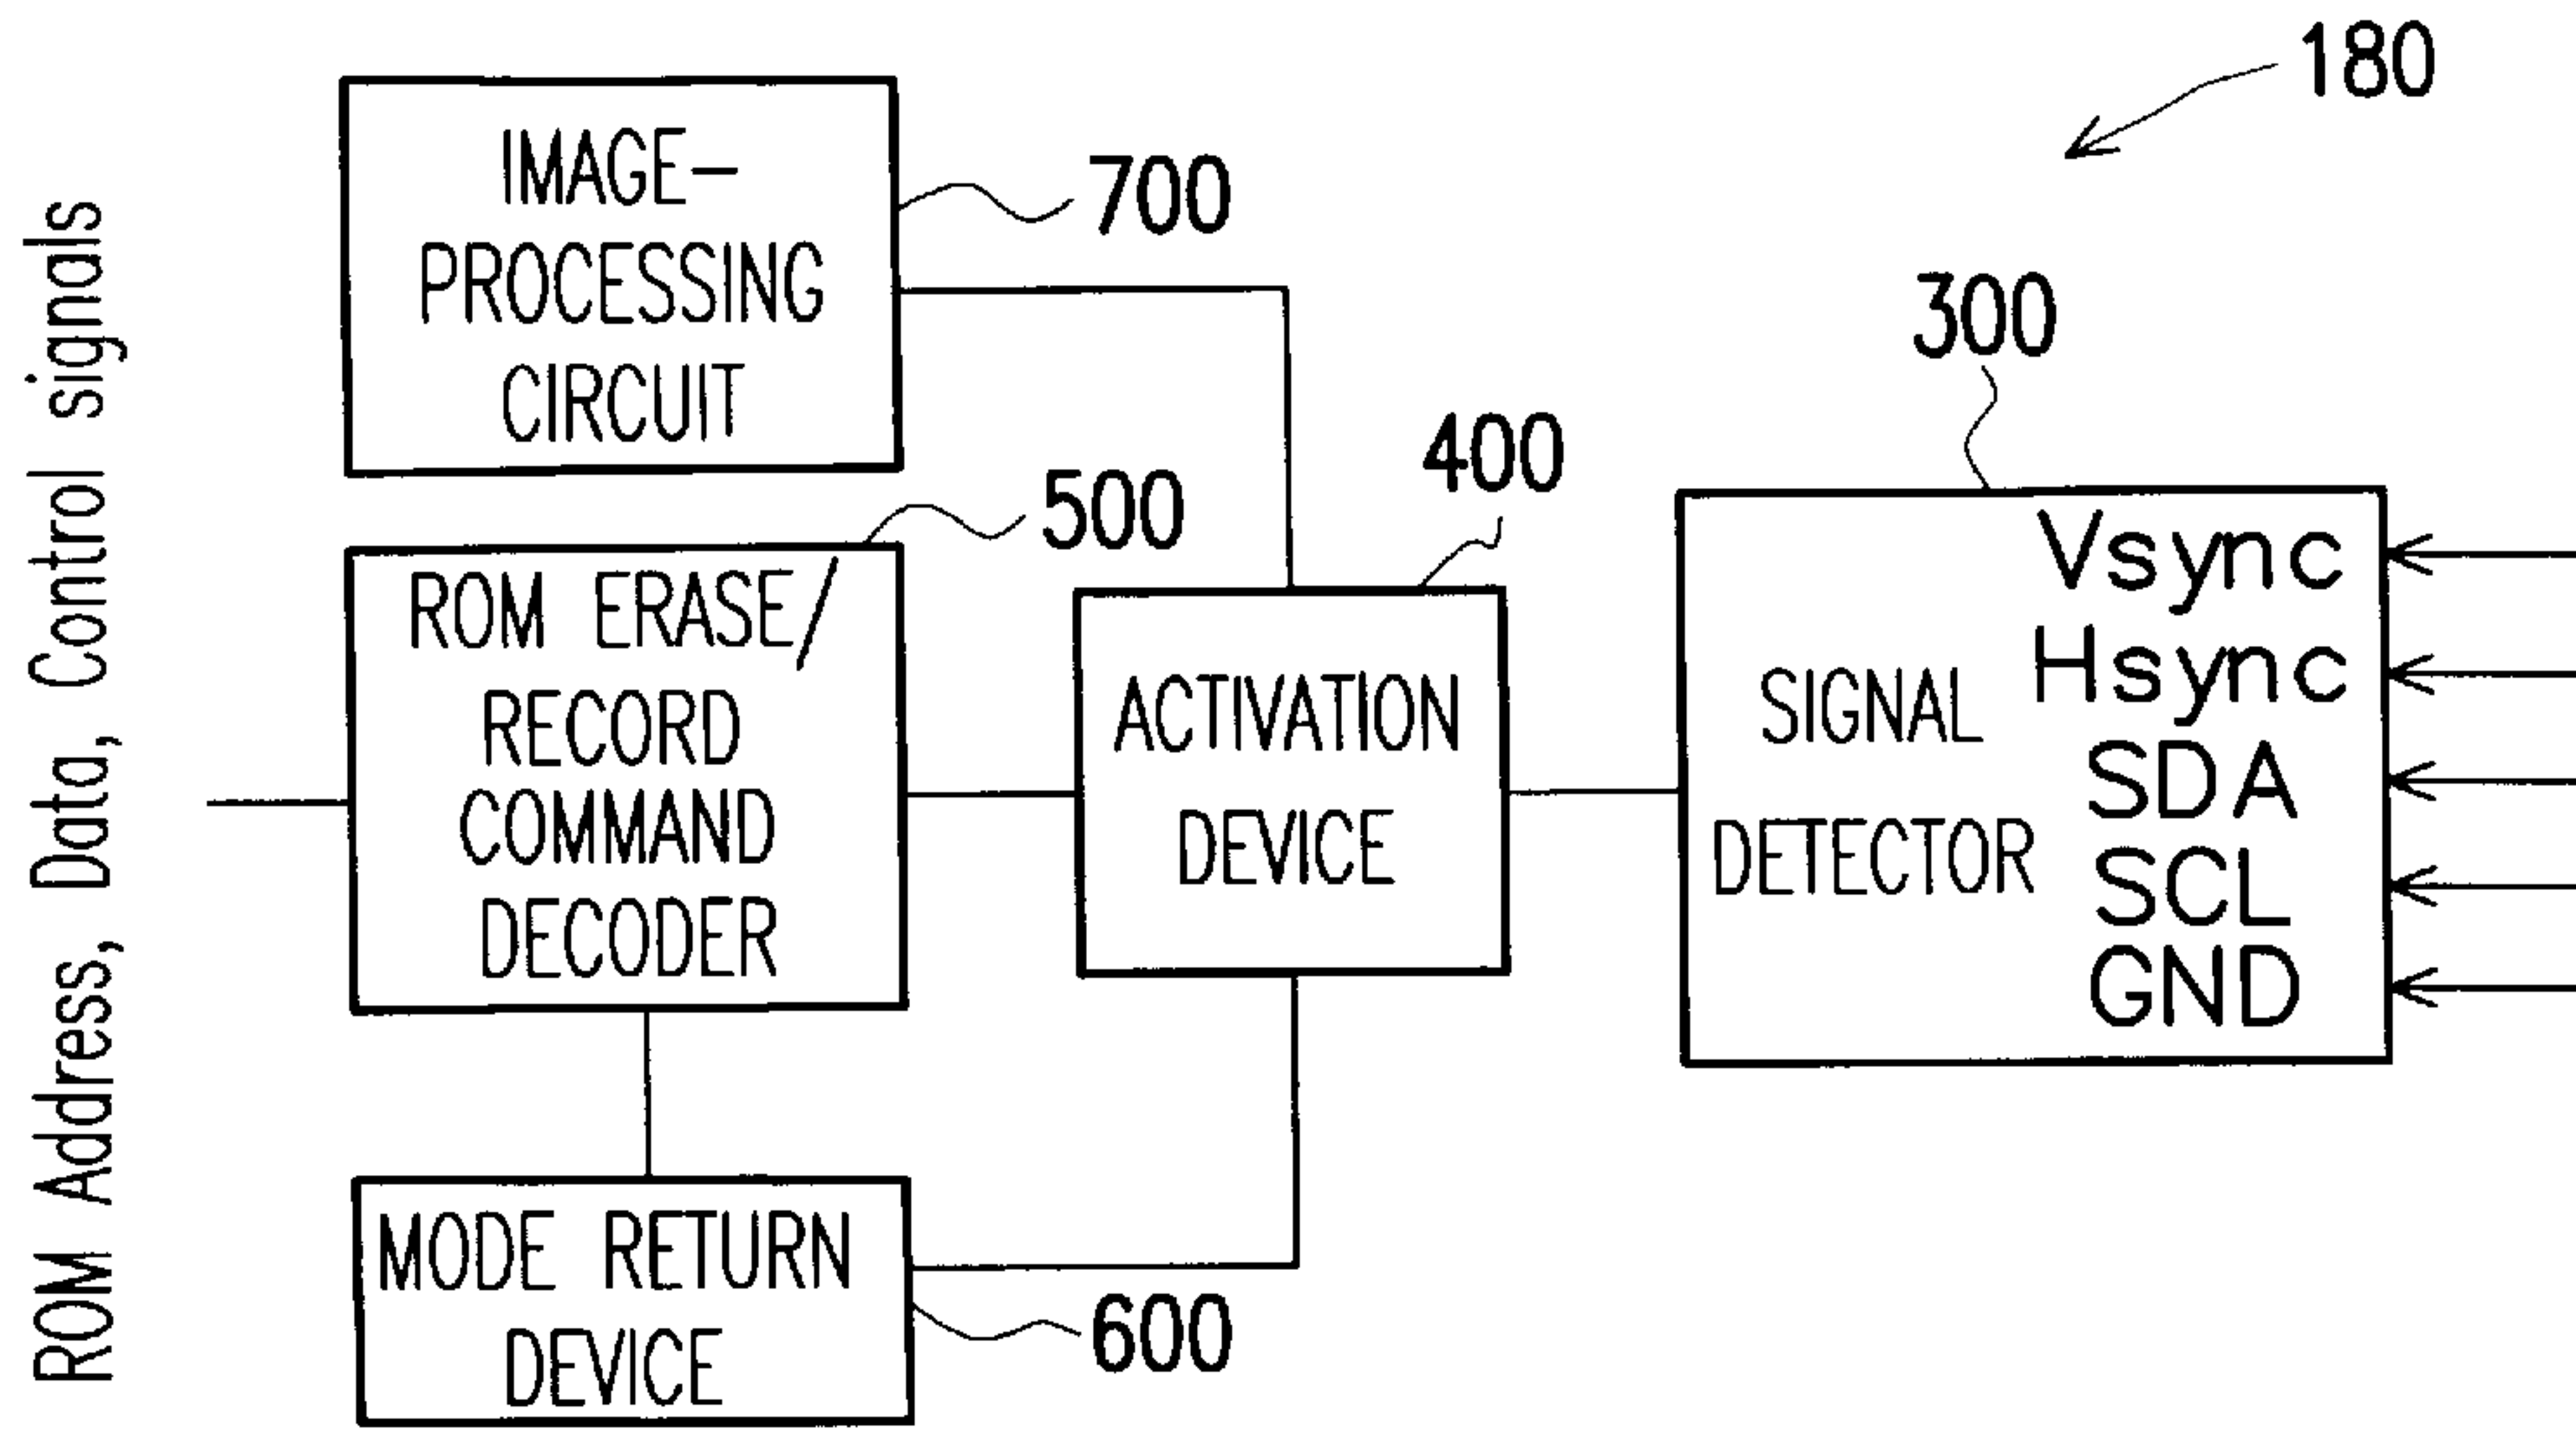 180
IMAGE-
PROCESSING
CIRCUIT
700
300
400
500
ROM ERASE/
RECORD
COMMAND
DECODER
ACTIVATION
DEVICE
SIGNAL
DETECTOR
Vsync
Hsync
SDA
SCL
GND
MODE RETURN
DEVICE
600
ROM Address, Data, Control signals